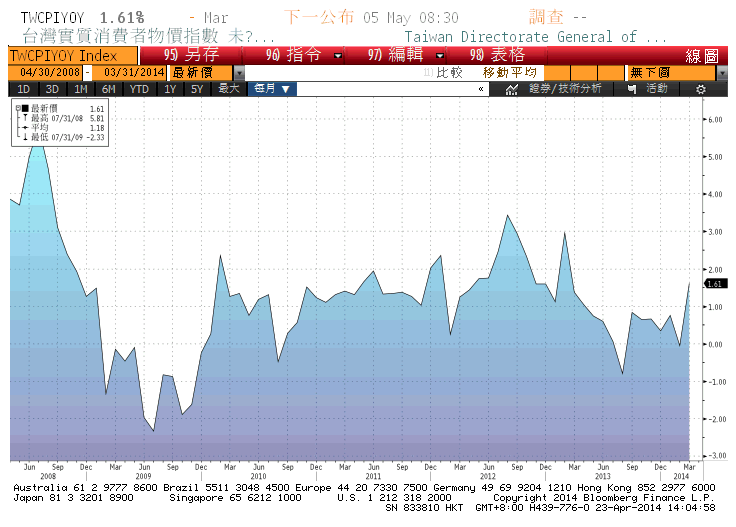 TWCPIYOY 1.61% - Mar 下一公布 05 May 08:30 調查 --
台灣實質消費者物價指數 未?... Taiwan Directorate General of ...
TWCPIYOY Index 95) 另存 96) 指令 97) 編輯 98) 表格 線圖
04/30/2008 - 03/31/2014 最新價 比較 移動平均 無下價
1D 3D 1M 6M YTD 1Y 5Y 最大 每月 ▼ « 證券/技術分析 活動
最新價 1.61
最高 07/31/08 5.81
平均 1.18
最低 07/31/09 -2.33
6.00
5.00
4.00
3.00
2.00
1.61
1.00
0.00
-1.00
-2.00
-3.00
Jun Sep Dec Mar Jun Sep Dec Mar Jun Sep Dec Mar Jun Sep Dec Mar Jun Sep Dec Mar Jun Sep Dec Mar
2008 2009 2010 2011 2012 2013 2014
Australia 61 2 9777 8600 Brazil 5511 3048 4500 Europe 44 20 7330 7500 Germany 49 69 9204 1210 Hong Kong 852 2977 6000
Japan 81 3 3201 8900 Singapore 65 6212 1000 U.S. 1 212 318 2000 Copyright 2014 Bloomberg Finance L.P.
SN 833810 HKT GMT+8:00 H439-776-0 23-Apr-2014 14:04:58